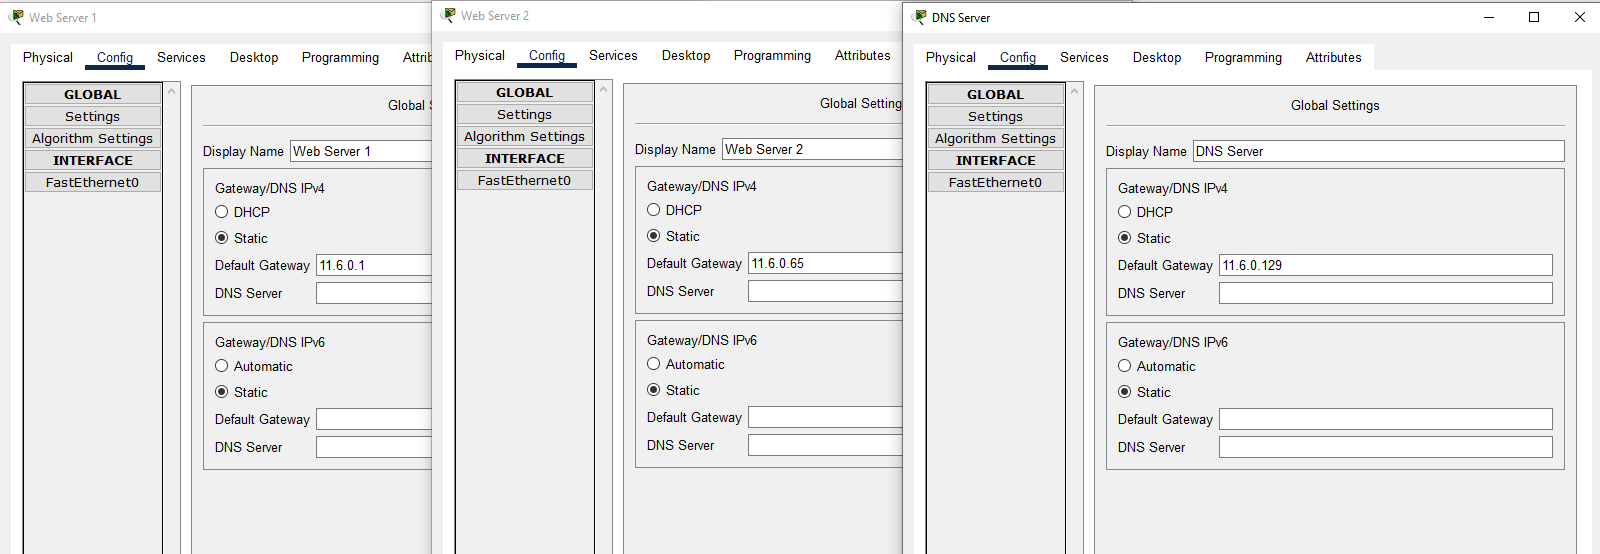 Web Server 1
Physical Config Services Desktop Programming Attrib
GLOBAL
Settings
Algorithm Settings
INTERFACE
FastEthernet0
Global S
Display Name Web Server 1
Gateway/DNS IPv4
DHCP
Static
Default Gateway 11.6.0.1
DNS Server
Gateway/DNS IPv6
Automatic
Static
Default Gateway
DNS Server
Web Server 2
Physical Config Services Desktop Programming Attributes
GLOBAL
Settings
Algorithm Settings
INTERFACE
FastEthernet0
Global Setting
Display Name Web Server 2
Gateway/DNS IPv4
DHCP
Static
Default Gateway 11.6.0.65
DNS Server
Gateway/DNS IPv6
Automatic
Static
Default Gateway
DNS Server
DNS Server
Physical Config Services Desktop Programming Attributes
GLOBAL
Settings
Algorithm Settings
INTERFACE
FastEthernet0
Global Settings
Display Name DNS Server
Gateway/DNS IPv4
DHCP
Static
Default Gateway 11.6.0.129
DNS Server
Gateway/DNS IPv6
Automatic
Static
Default Gateway
DNS Server